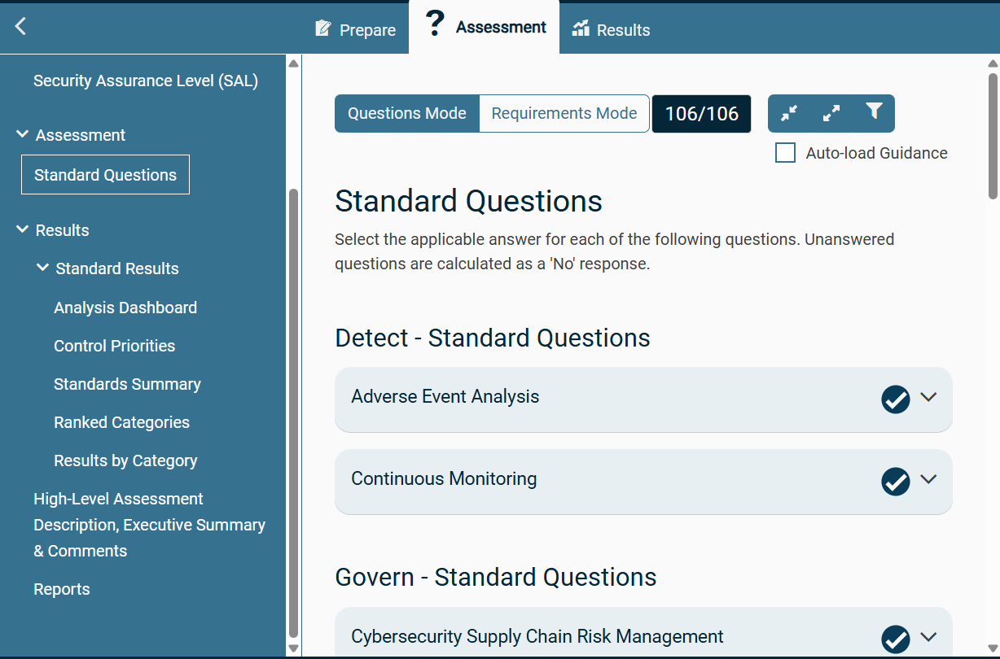 Prepare
? Assessment
Results
Security Assurance Level (SAL)
Assessment
Standard Questions
Results
Standard Results
Analysis Dashboard
Control Priorities
Standards Summary
Ranked Categories
Results by Category
High-Level Assessment
Description, Executive Summary
& Comments
Reports
Questions Mode
Requirements Mode
106/106
Auto-load Guidance
Standard Questions
Select the applicable answer for each of the following questions. Unanswered
questions are calculated as a 'No' response.
Detect - Standard Questions
Adverse Event Analysis
Continuous Monitoring
Govern - Standard Questions
Cybersecurity Supply Chain Risk Management